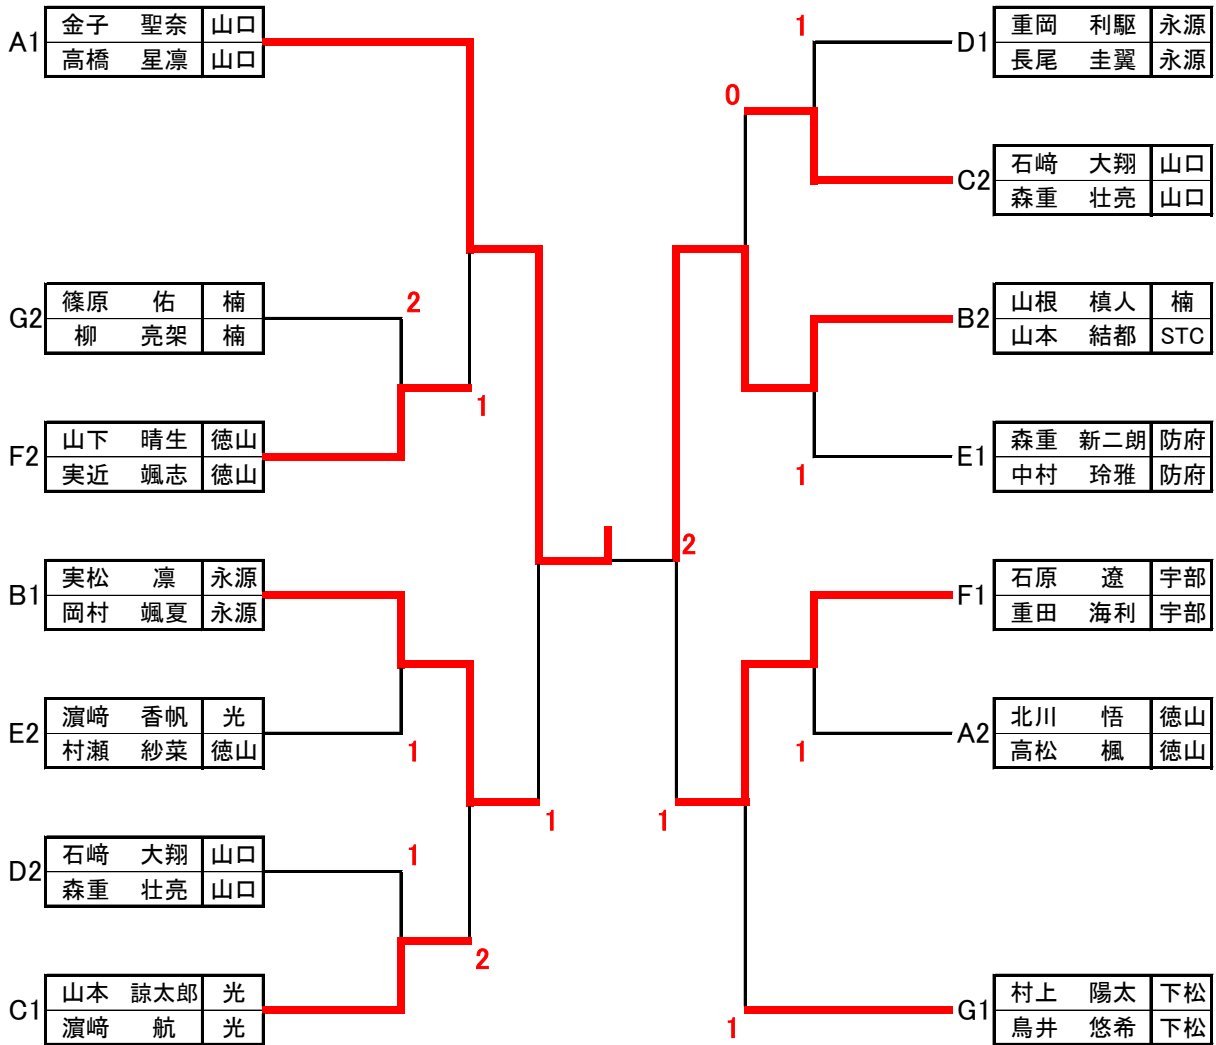 A1
金子 聖奈 山口
高橋 星凛 山口
G2
篠原 佑 楠
柳 亮架 楠
2
1
F2
山下 晴生 徳山
実近 颯志 徳山
B1
実松 凛 永源
岡村 颯夏 永源
E2
濵﨑 香帆 光
村瀬 紗菜 徳山
1
1
D2
石﨑 大翔 山口
森重 壮亮 山口
1
2
C1
山本 諒太郎 光
濵﨑 航 光
1
D1
重岡 利駆 永源
長尾 圭翼 永源
0
C2
石﨑 大翔 山口
森重 壮亮 山口
B2
山根 槙人 楠
山本 結都 STC
E1
森重 新二朗 防府
中村 玲雅 防府
1
2
F1
石原 遼 宇部
重田 海利 宇部
A2
北川 悟 徳山
高松 楓 徳山
1
1
G1
村上 陽太 下松
鳥井 悠希 下松
1